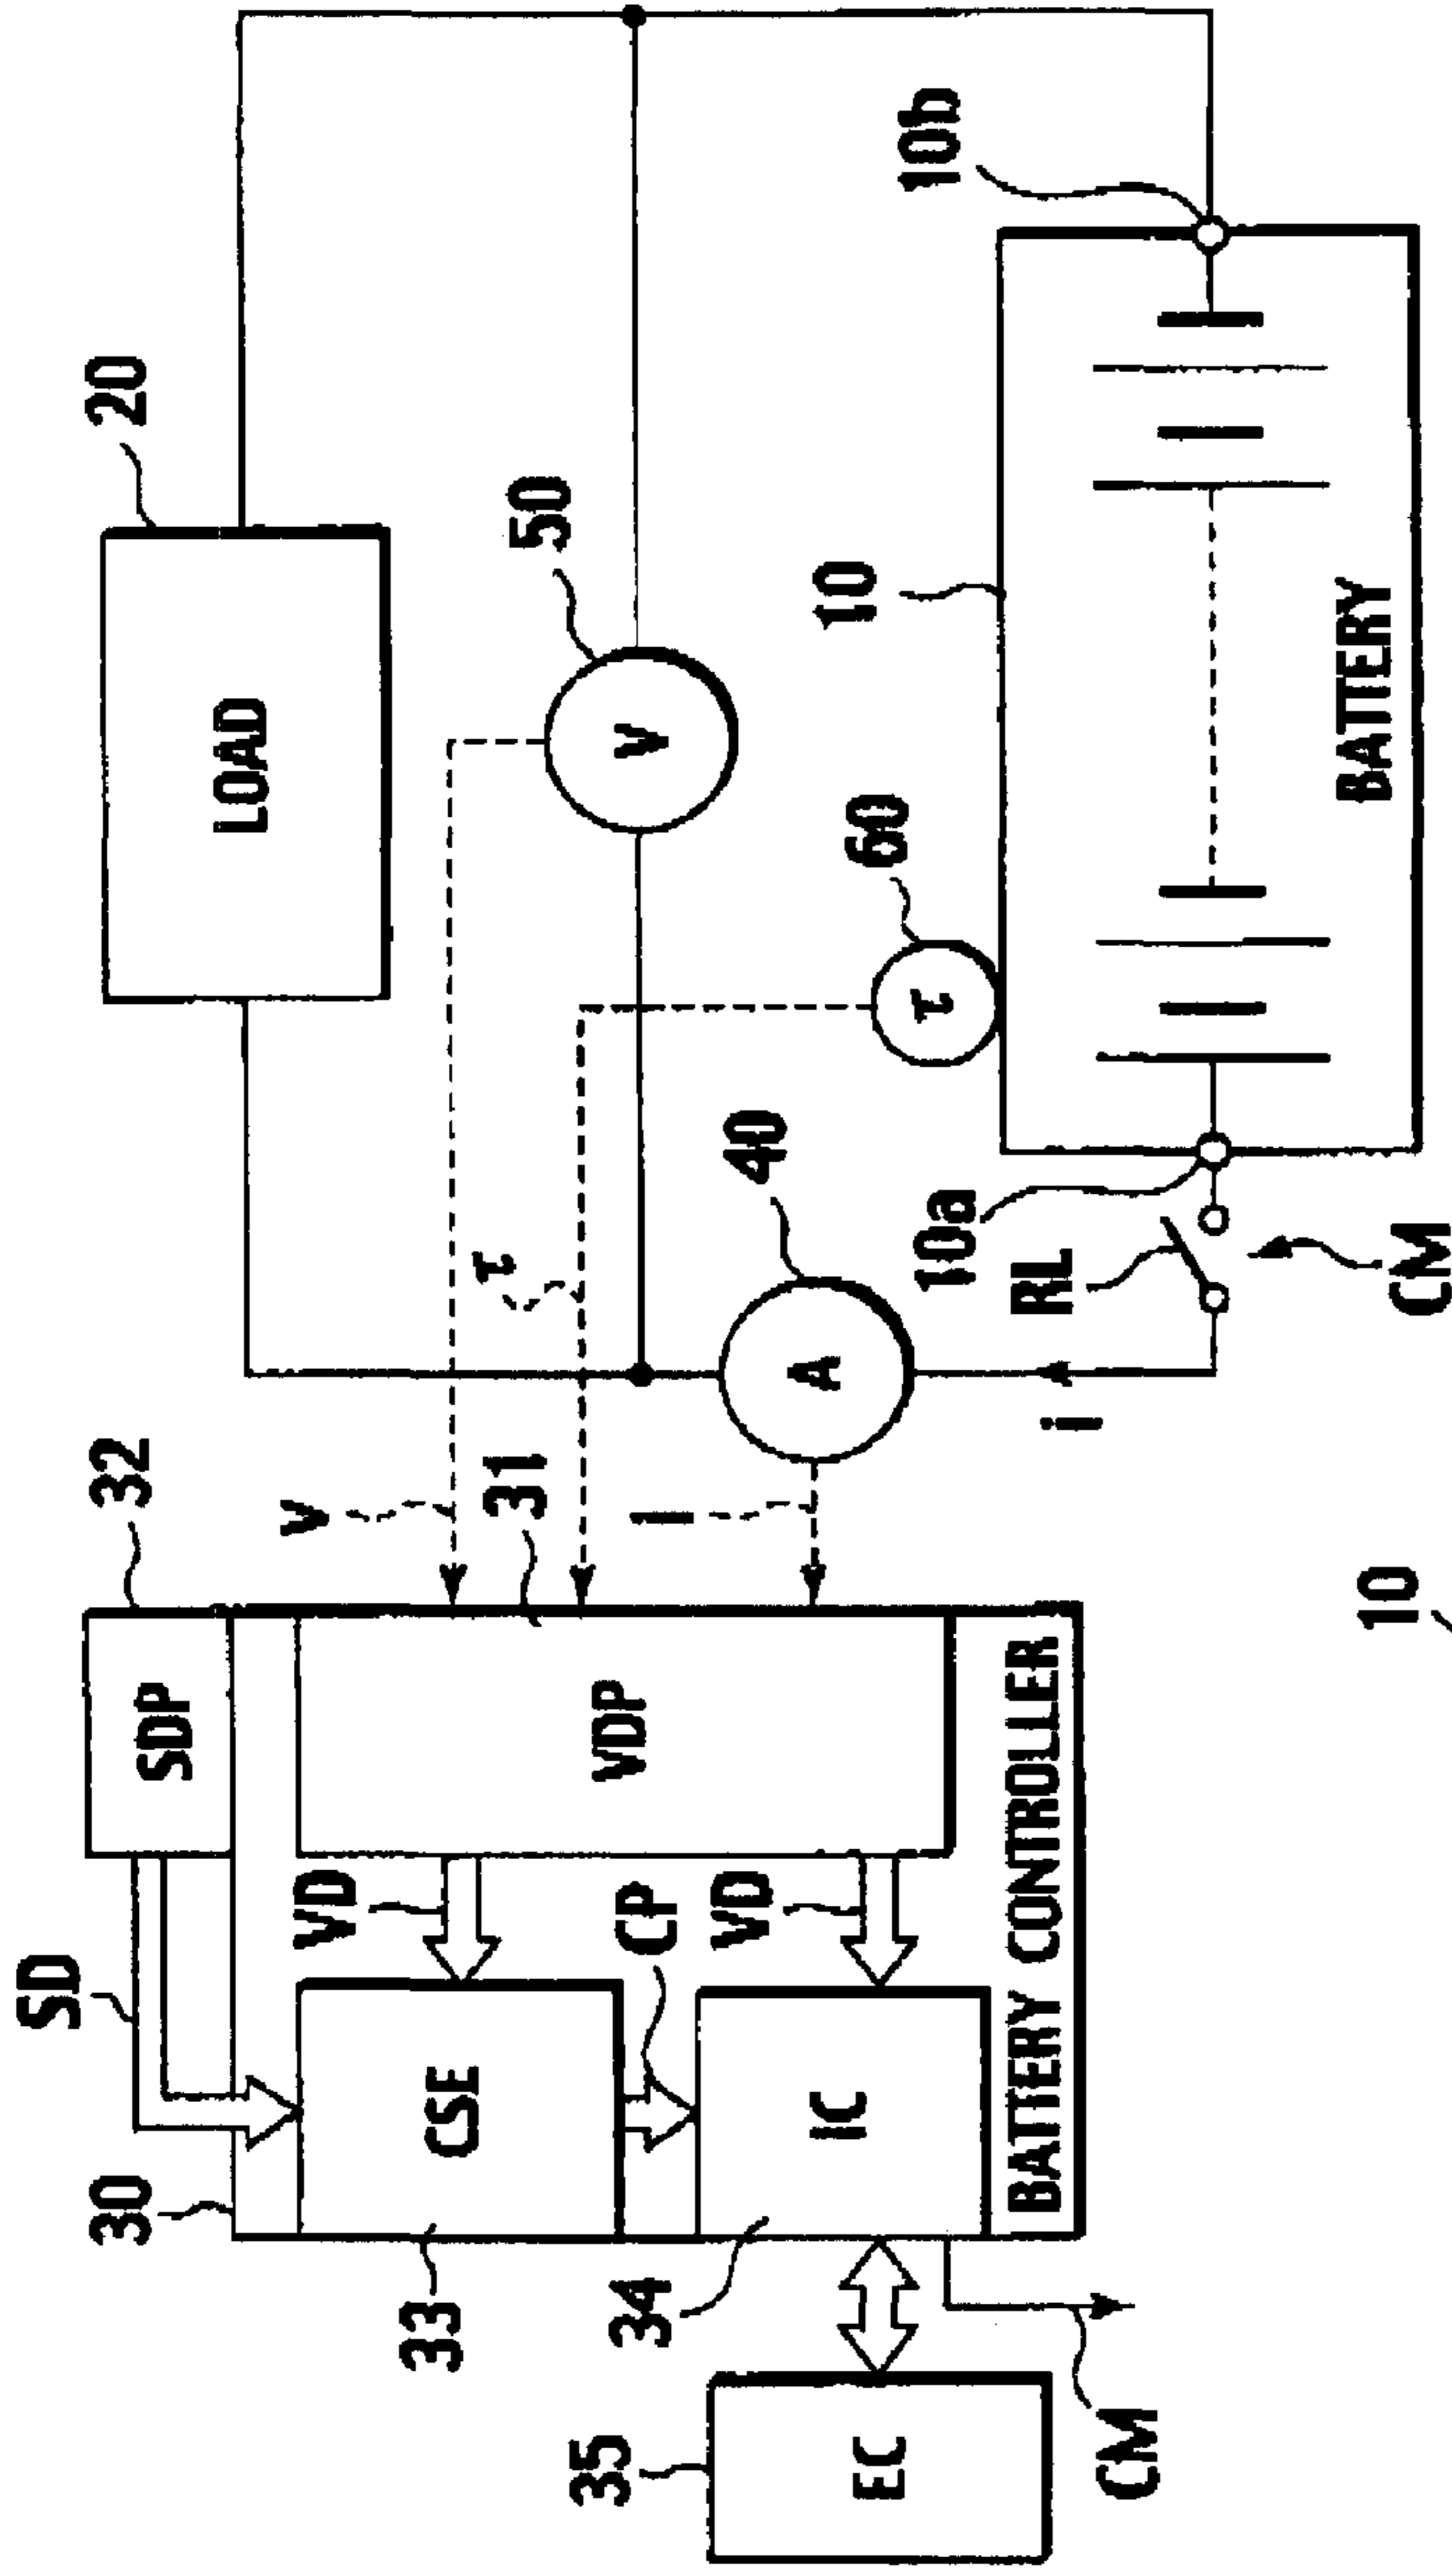 SD
30
32
20
SDP
LOAD
v
VD
33
CSE
τ
31
50
35
34
CP
VDP
V
I
VD
40
IC
A
10
60
EC
τ
10a
10b
BATTERY CONTROLLER
RL
i
CM
BATTERY
CM
10